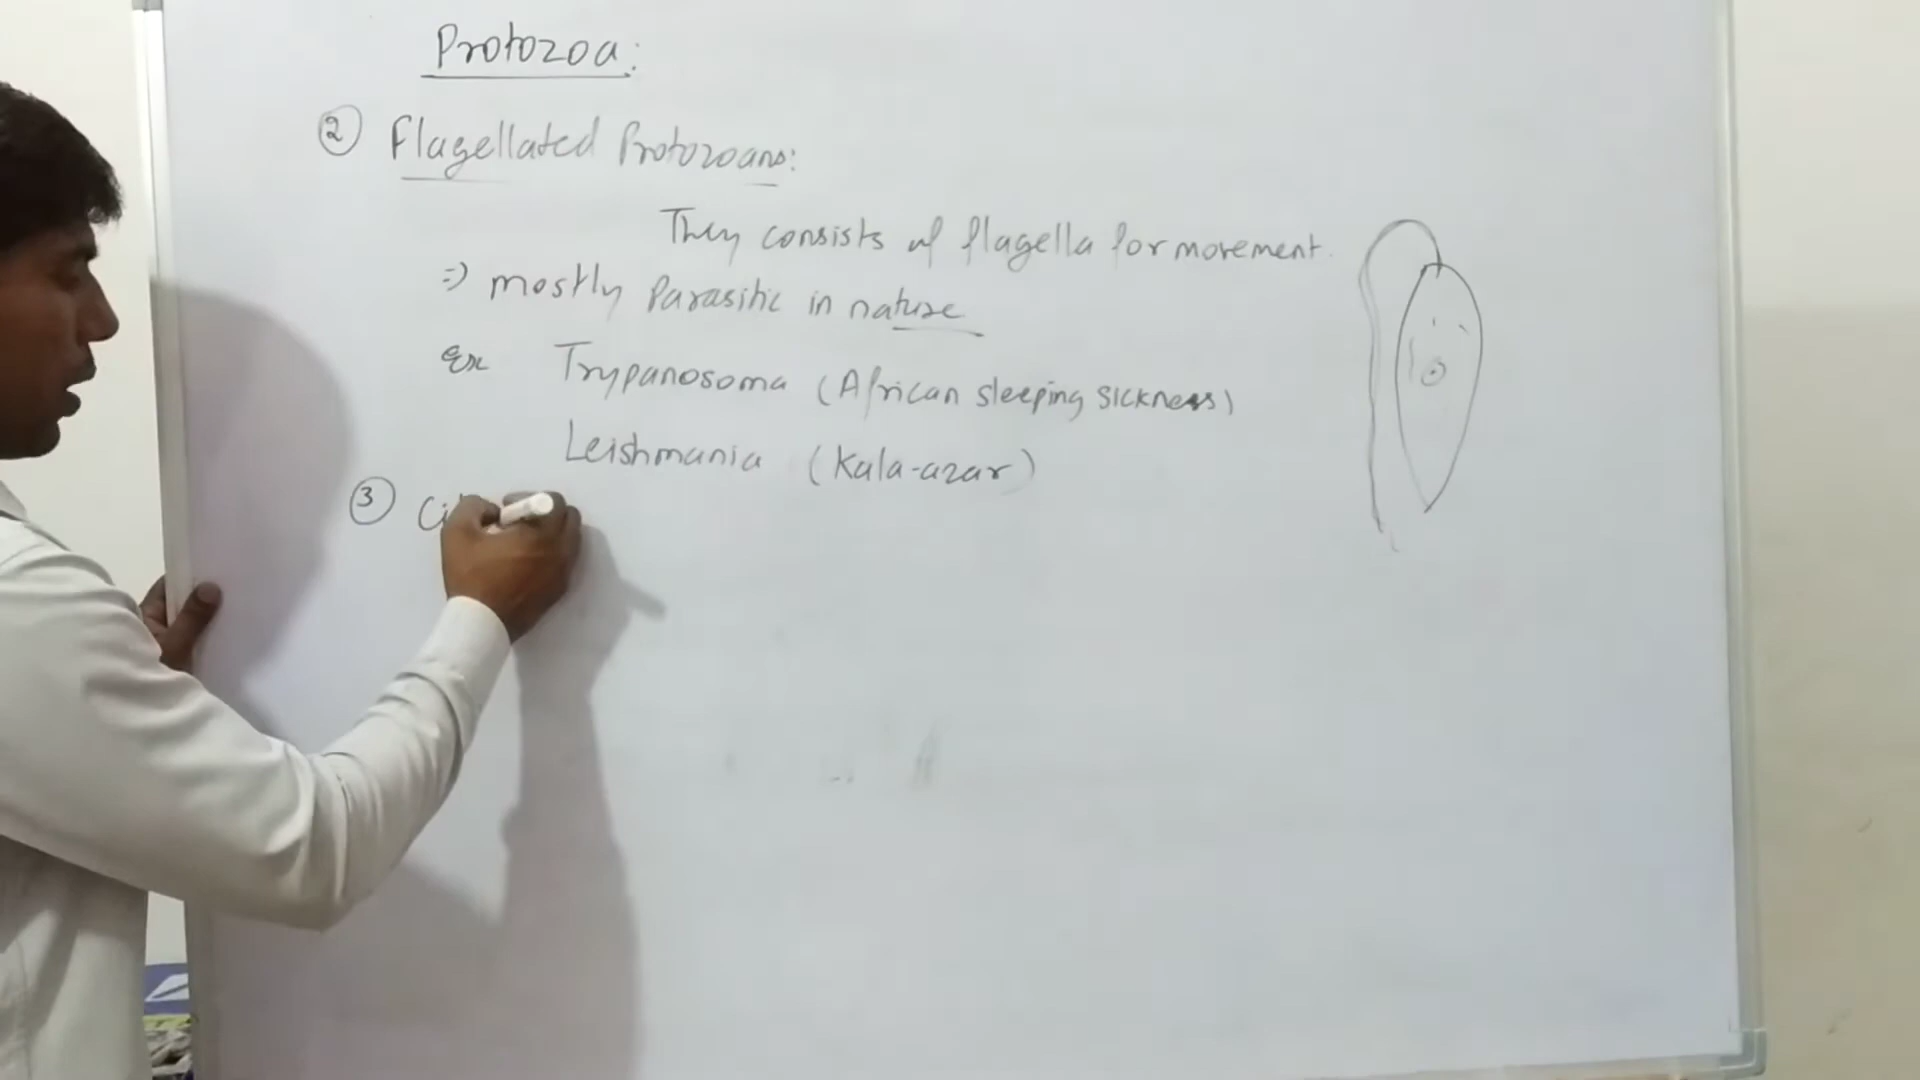 Protozoa:
② Flagellated Protozoans:
They consists of flagella for movement.
⇒ mostly Parasitic in nature
Ex Trypanosoma (African sleeping sickness)
Leishmania (Kala-azar)
③ Ci